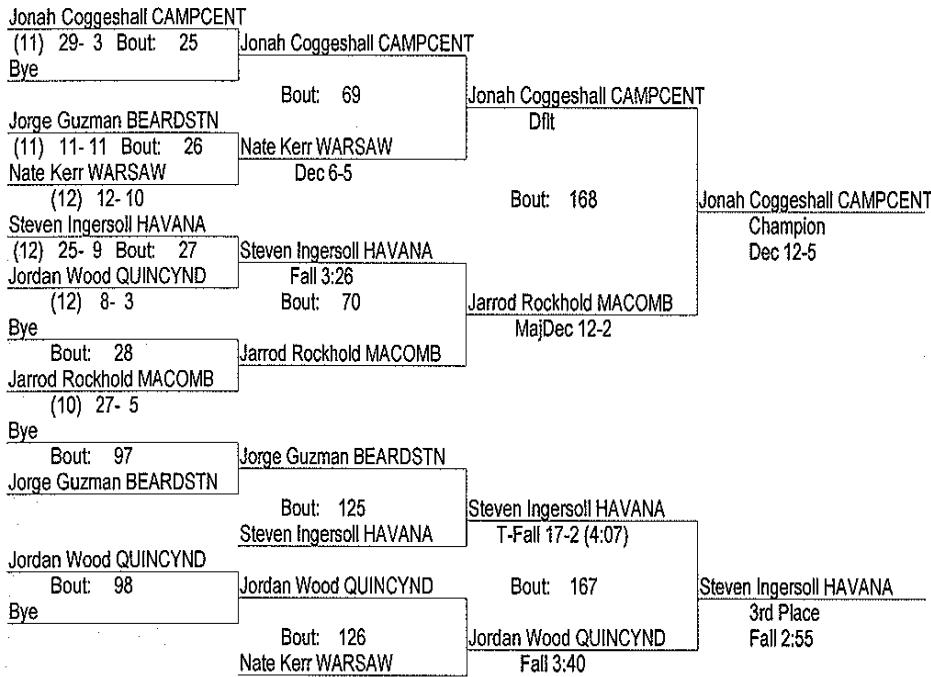 Jonah Coggeshall CAMPCENT
(11) 29- 3 Bout: 25
Bye
Jonah Coggeshall CAMPCENT
Bout: 69
Jorge Guzman BEARDSTN
(11) 11- 11 Bout: 26
Nate Kerr WARSAW
(12) 12- 10
Nate Kerr WARSAW
Dec 6-5
Jonah Coggeshall CAMPCENT
Dflt
Bout: 168
Steven Ingersoll HAVANA
(12) 25- 9 Bout: 27
Jordan Wood QUINCYND
(12) 8- 3
Steven Ingersoll HAVANA
Fall 3:26
Bout: 70
Bye
Bout: 28
Jarrod Rockhold MACOMB
(10) 27- 5
Jarrod Rockhold MACOMB
Jarrod Rockhold MACOMB
MajDec 12-2
Jonah Coggeshall CAMPCENT
Champion
Dec 12-5
Bye
Bout: 97
Jorge Guzman BEARDSTN
Jorge Guzman BEARDSTN
Bout: 125
Steven Ingersoll HAVANA
Steven Ingersoll HAVANA
T-Fall 17-2 (4:07)
Bout: 167
Jordan Wood QUINCYND
Bout: 98
Bye
Jordan Wood QUINCYND
Bout: 126
Nate Kerr WARSAW
Jordan Wood QUINCYND
Fall 3:40
Steven Ingersoll HAVANA
3rd Place
Fall 2:55